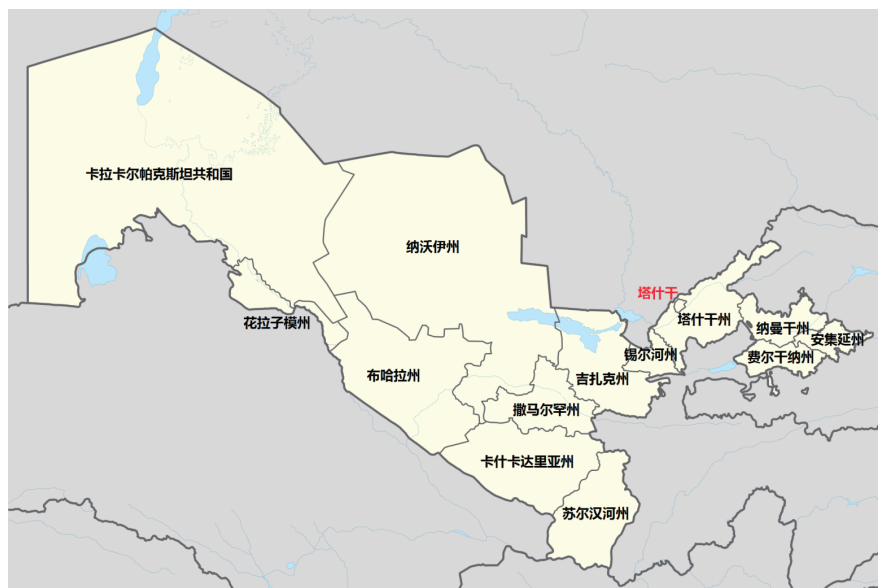 卡拉卡尔帕克斯坦共和国
纳沃伊州
塔什干
花拉子模州
塔什干州
纳曼干州
安集延州
锡尔河州
费尔干纳州
布哈拉州
吉扎克州
撒马尔罕州
卡什卡达里亚州
苏尔汉河州